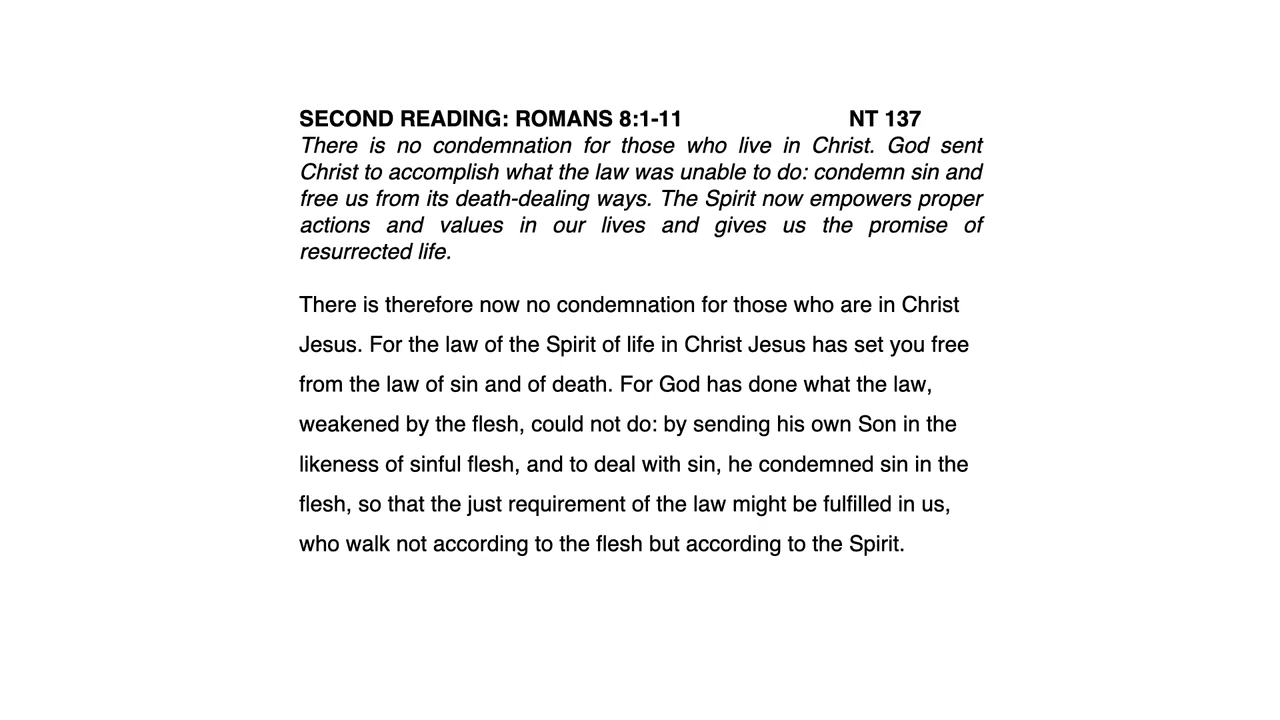 SECOND READING: ROMANS 8:1-11 NT 137
There is no condemnation for those who live in Christ. God sent
Christ to accomplish what the law was unable to do: condemn sin and
free us from its death-dealing ways. The Spirit now empowers proper
actions and values in our lives and gives us the promise of
resurrected life.
There is therefore now no condemnation for those who are in Christ
Jesus. For the law of the Spirit of life in Christ Jesus has set you free
from the law of sin and of death. For God has done what the law,
weakened by the flesh, could not do: by sending his own Son in the
likeness of sinful flesh, and to deal with sin, he condemned sin in the
flesh, so that the just requirement of the law might be fulfilled in us,
who walk not according to the flesh but according to the Spirit.